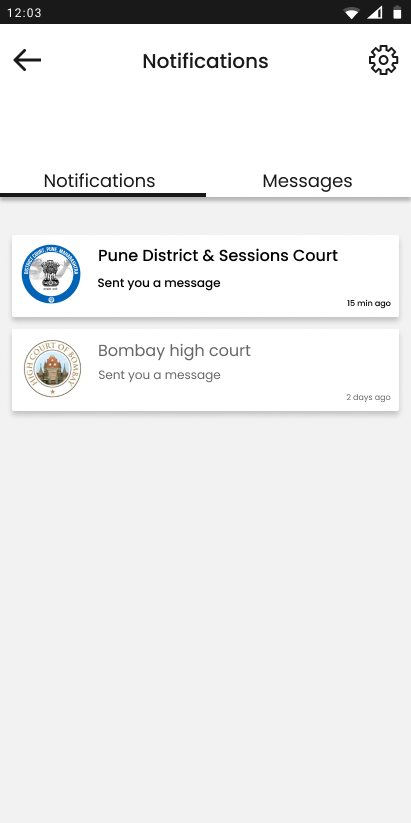 12:03
Notifications
Notifications
Messages
DISTRICT COURT, PUNE, MAHARASHTRA
Pune District & Sessions Court
Sent you a message
15 min ago
HIGH COURT OF BOMBAY
Bombay high court
Sent you a message
2 days ago